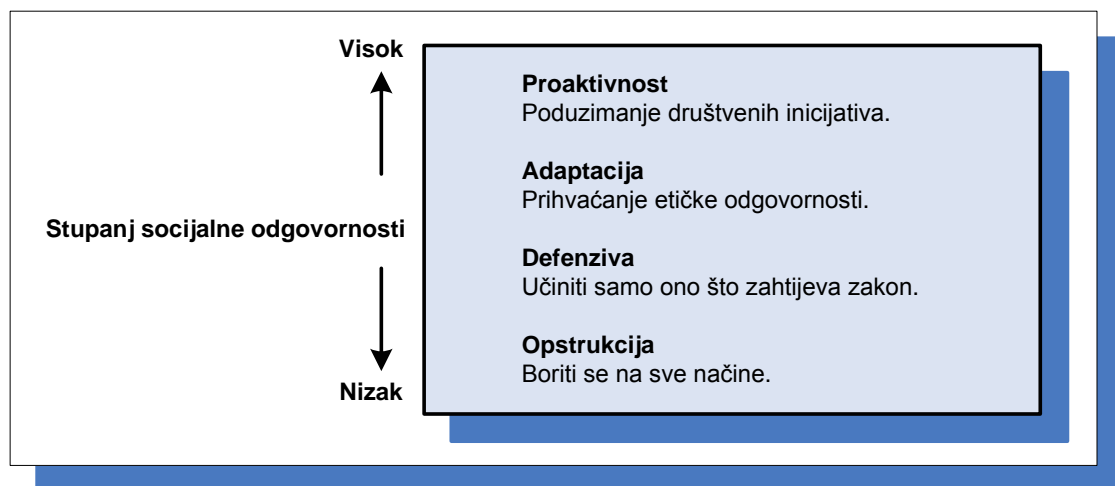 Visok
Proaktivnost
Poduzimanje društvenih inicijativa.
Adaptacija
Prihvaćanje etičke odgovornosti.
Stupanj socijalne odgovornosti
Defenziva
Učiniti samo ono što zahtijeva zakon.
Opstrukcija
Boriti se na sve načine.
Nizak